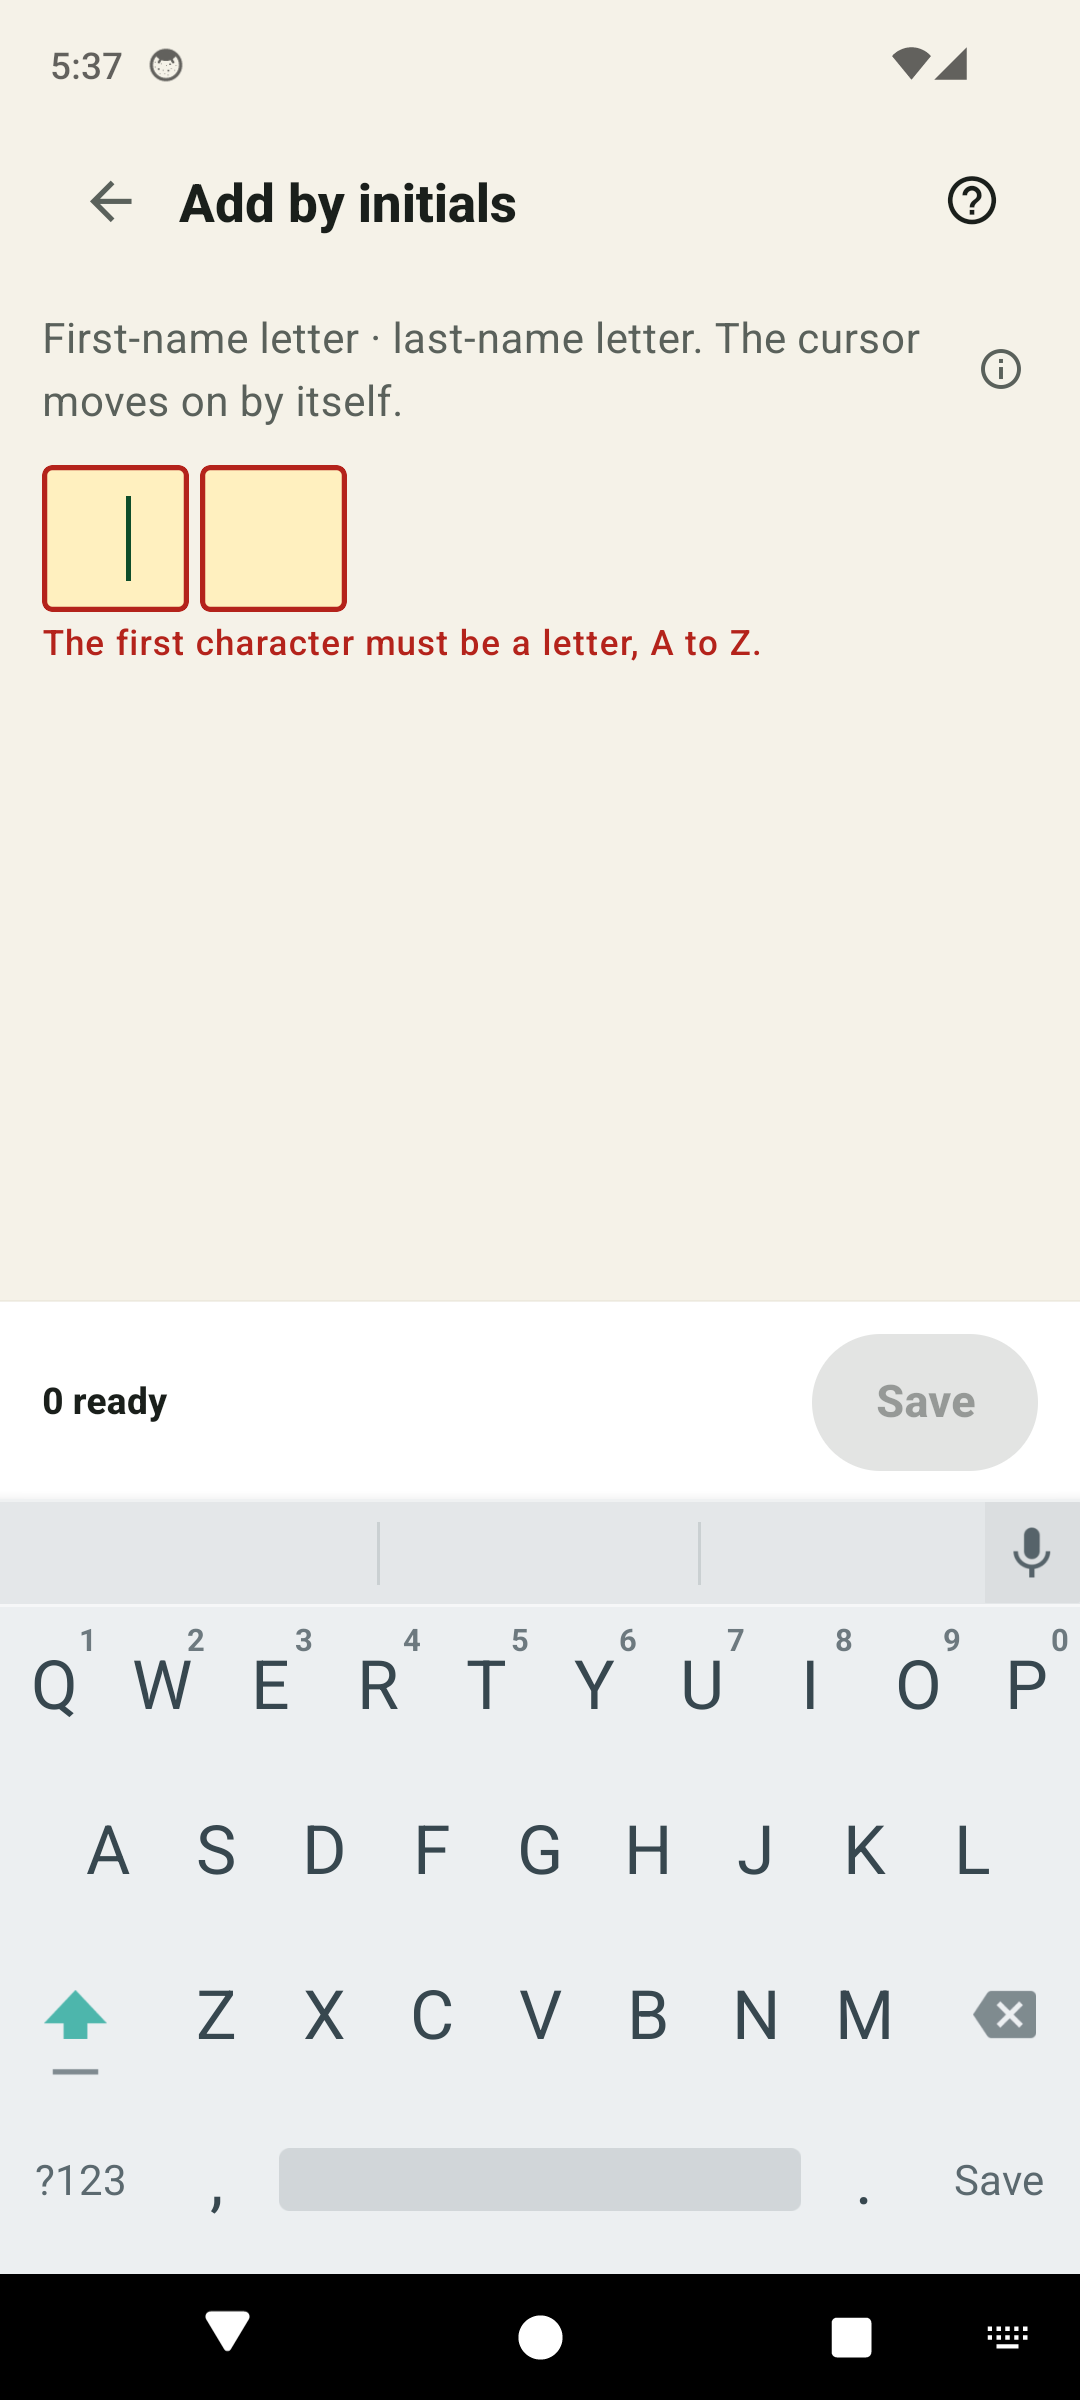 5:37
Add by initials
First-name letter · last-name letter. The cursor
moves on by itself.
The first character must be a letter, A to Z.
0 ready
Save
1 2 3 4 5 6 7 8 9 0
Q W E R T Y U I O P
A S D F G H J K L
Z X C V B N M
?123 , . Save